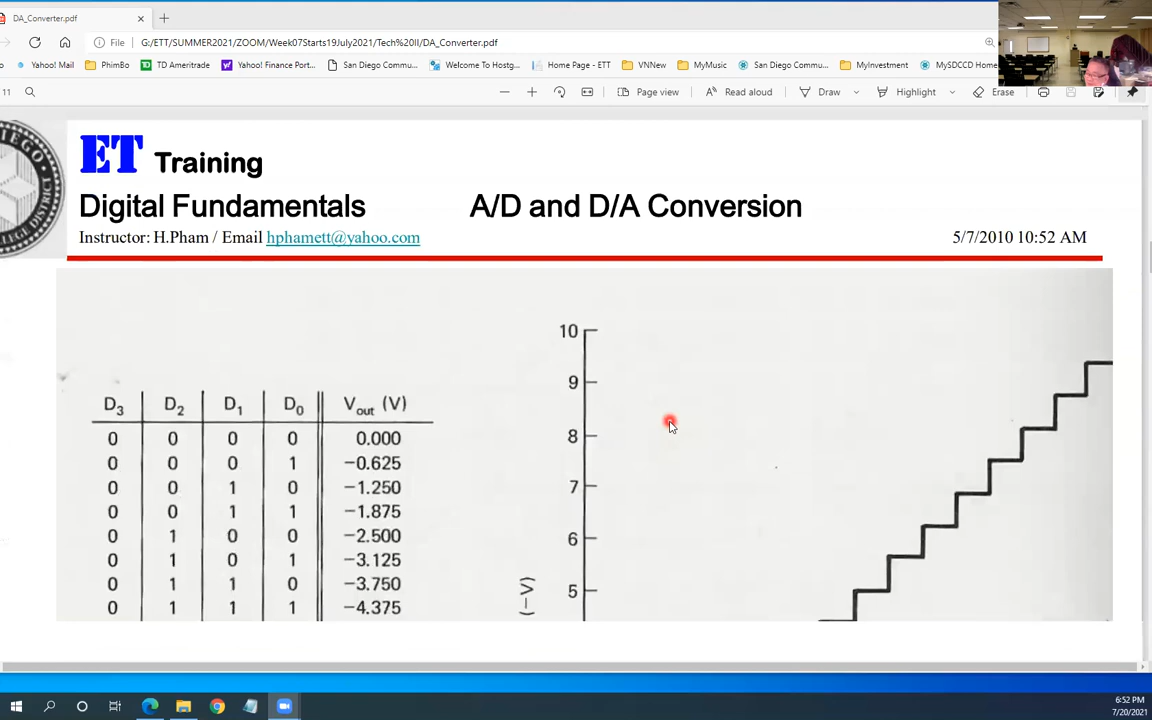 DA_Converter.pdf
File G:/ETT/SUMMER2021/ZOOM/Week07Starts19July2021/Tech%20II/DA_Converter.pdf
Yahoo! Mail PhimBo TD Ameritrade Yahoo! Finance Port... San Diego Commu... Welcome To Hostg... Home Page - ETT VNNew MyMusic San Diego Commu... MyInvestment MySDCCD Home
11 Page view Read aloud Draw Highlight Erase
ET Training
Digital Fundamentals A/D and D/A Conversion
Instructor: H.Pham / Email hphamett@yahoo.com 5/7/2010 10:52 AM
D3 D2 D1 D0 Vout (V)
0 0 0 0 0.000
0 0 0 1 −0.625
0 0 1 0 −1.250
0 0 1 1 −1.875
0 1 0 0 −2.500
0 1 0 1 −3.125
0 1 1 0 −3.750
0 1 1 1 −4.375
10
9
8
7
6
5
(−V)
6:52 PM
7/20/2021